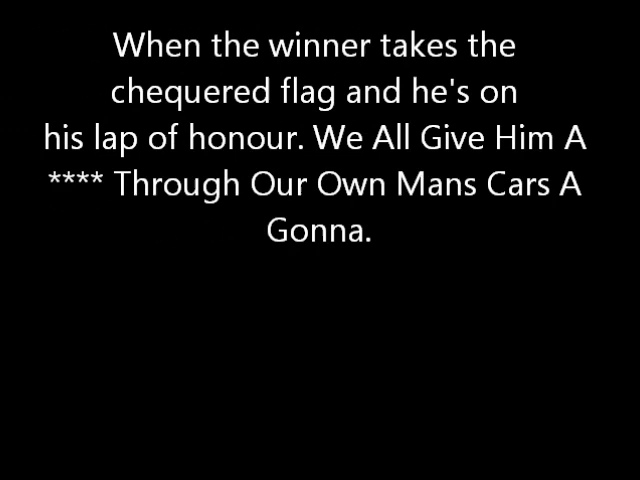 When the winner takes the
chequered flag and he's on
his lap of honour. We All Give Him A
**** Through Our Own Mans Cars A
Gonna.